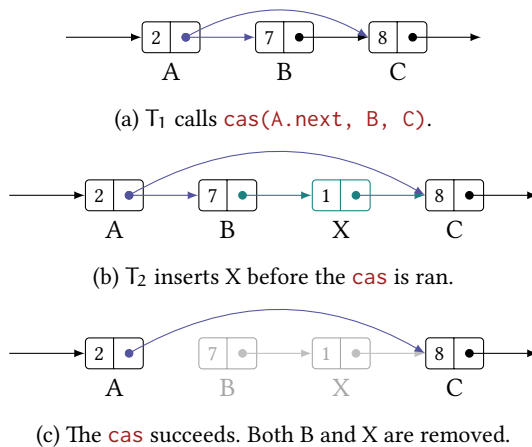 2 7 8
A B C
(a) T1 calls cas(A.next, B, C).
2 7 1 8
A B X C
(b) T2 inserts X before the cas is ran.
2 7 1 8
A B X C
(c) The cas succeeds. Both B and X are removed.